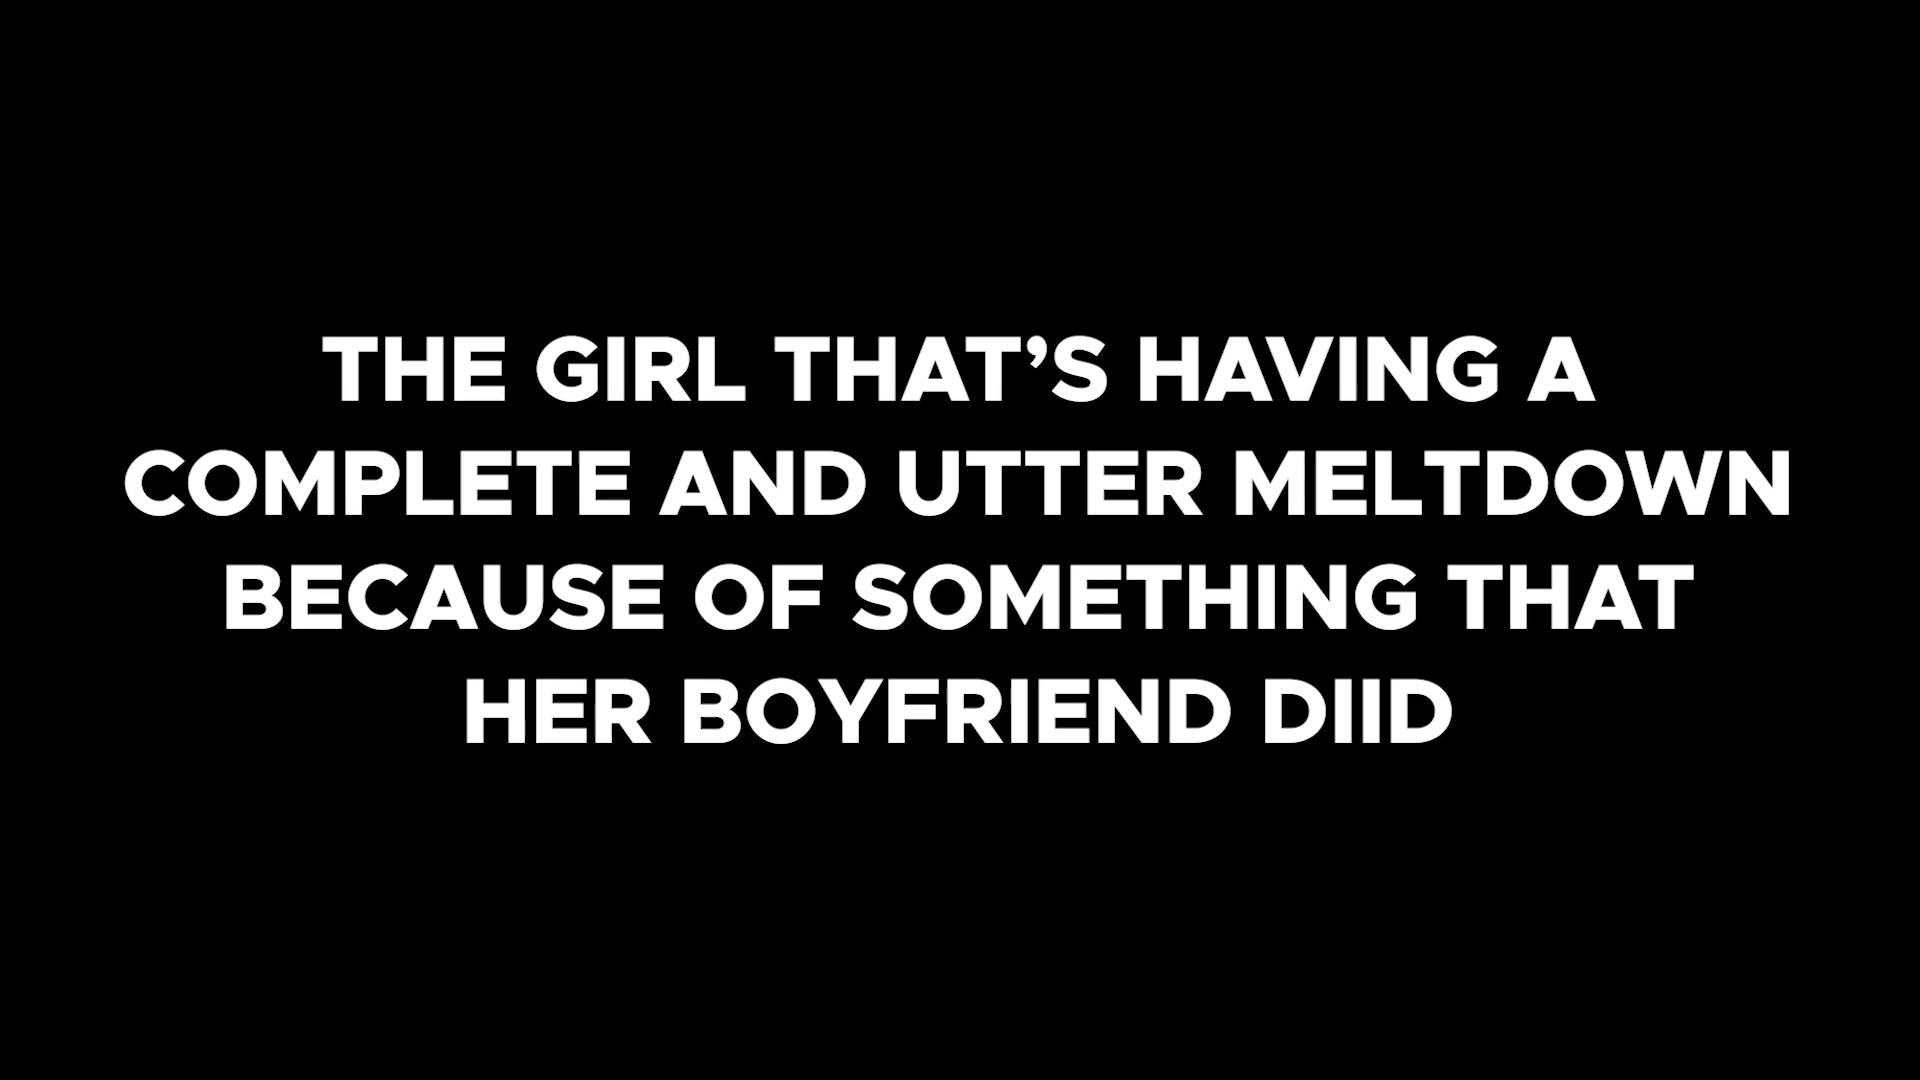 THE GIRL THAT’S HAVING A
COMPLETE AND UTTER MELTDOWN
BECAUSE OF SOMETHING THAT
HER BOYFRIEND DIID